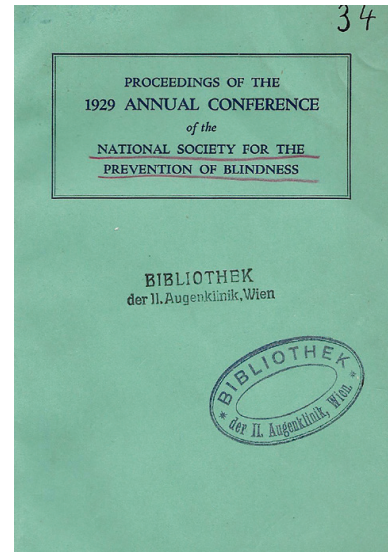 34
PROCEEDINGS OF THE
1929 ANNUAL CONFERENCE
of the
NATIONAL SOCIETY FOR THE
PREVENTION OF BLINDNESS
BIBLIOTHEK
der II. Augenklinik, Wien
* BIBLIOTHEK *
der II. Augenklinik, Wien.